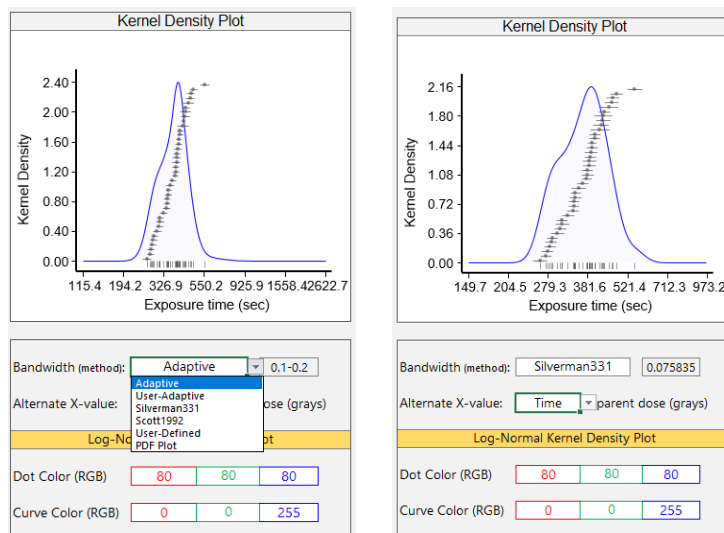 Kernel Density Plot
Kernel Density
2.40
2.00
1.60
1.20
0.80
0.40
0.00
115.4 194.2 326.9 550.2 925.9 1558.42622.7
Exposure time (sec)
Bandwidth (method): Adaptive 0.1-0.2
Adaptive
User-Adaptive
Silverman331
Scott1992
User-Defined
PDF Plot
Alternate X-value: ose (grays)
Log-No ot
Dot Color (RGB) 80 80 80
Curve Color (RGB) 0 0 255
Kernel Density Plot
Kernel Density
2.16
1.80
1.44
1.08
0.72
0.36
0.00
149.7 204.5 279.3 381.6 521.4 712.3 973.2
Exposure time (sec)
Bandwidth (method): Silverman331 0.075835
Alternate X-value: Time parent dose (grays)
Log-Normal Kernel Density Plot
Dot Color (RGB) 80 80 80
Curve Color (RGB) 0 0 255